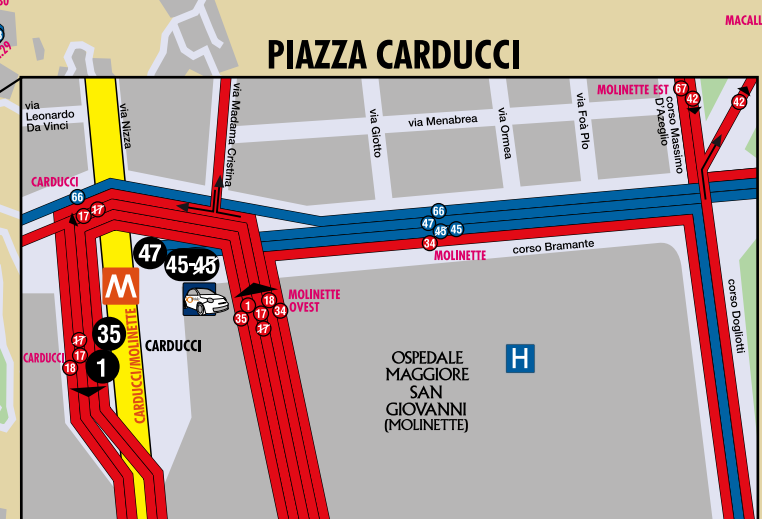 MACALL
PIAZZA CARDUCCI
via
Leonardo
Da Vinci
via Nizza
via Madama Cristina
via Giotto
via Menabrea
via Ormea
via Foà Pio
MOLINETTE EST
67
42
corso Massimo
D'Azeglio
42
CARDUCCI
66
17
17
66
47
45
45
34
MOLINETTE
corso Bramante
corso Dogliotti
47
45-45
M
CARDUCCI/MOLINETTE
MOLINETTE
OVEST
1
18
35
17
34
17
17
35
CARDUCCI
CARDUCCI
17
18
1
OSPEDALE
MAGGIORE
SAN
GIOVANNI
(MOLINETTE)
H